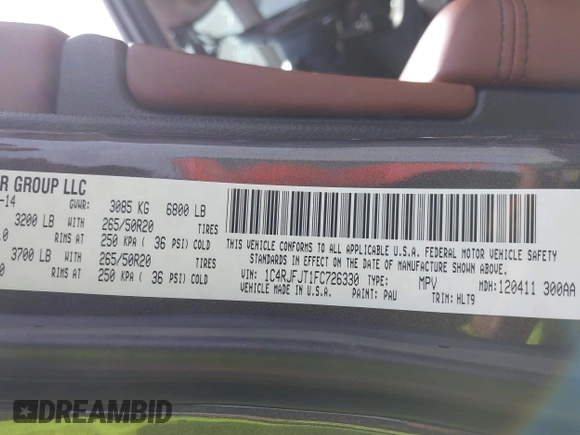 R GROUP LLC
-14 GVWR: 3085 KG 6800 LB
3200 LB WITH 265/50R20 TIRES
.0 RIMS AT 250 KPA ( 36 PSI) COLD
3700 LB WITH 265/50R20 TIRES
0 RIMS AT 250 KPA ( 36 PSI) COLD
THIS VEHICLE CONFORMS TO ALL APPLICABLE U.S.A. FEDERAL MOTOR VEHICLE SAFETY
STANDARDS IN EFFECT ON THE DATE OF MANUFACTURE SHOWN ABOVE.
VIN: 1C4RJFJT1FC726330 TYPE: MPV MDH: 120411 300AA
VEHICLE MADE IN U.S.A. PAINT: PAU TRIM: HLT9
DREAMBID